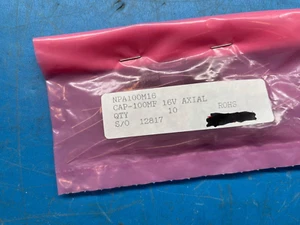 NPA100M16
CAP-100MF 16V AXIAL
QTY 10 ROHS
S/O 12817